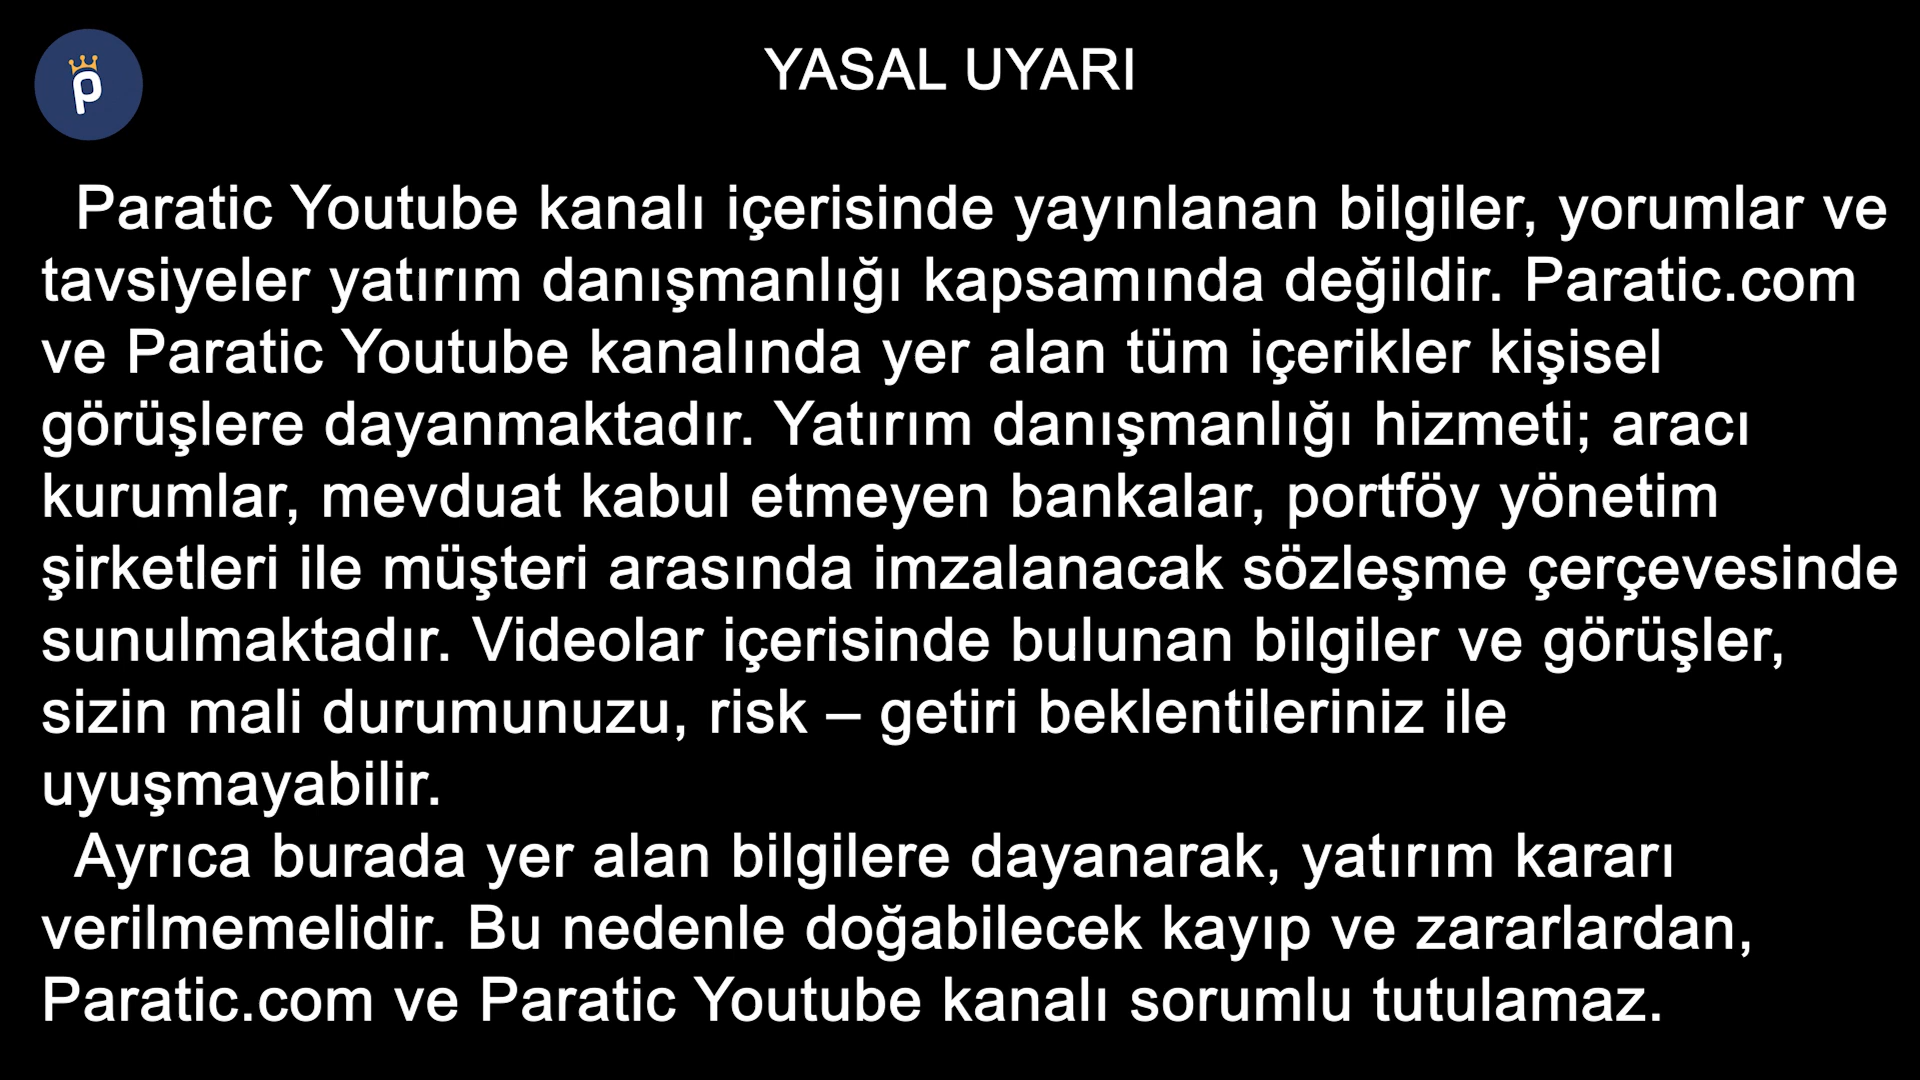 p
YASAL UYARI
Paratic Youtube kanalı içerisinde yayınlanan bilgiler, yorumlar ve
tavsiyeler yatırım danışmanlığı kapsamında değildir. Paratic.com
ve Paratic Youtube kanalında yer alan tüm içerikler kişisel
görüşlere dayanmaktadır. Yatırım danışmanlığı hizmeti; aracı
kurumlar, mevduat kabul etmeyen bankalar, portföy yönetim
şirketleri ile müşteri arasında imzalanacak sözleşme çerçevesinde
sunulmaktadır. Videolar içerisinde bulunan bilgiler ve görüşler,
sizin mali durumunuzu, risk – getiri beklentileriniz ile
uyuşmayabilir.
Ayrıca burada yer alan bilgilere dayanarak, yatırım kararı
verilmemelidir. Bu nedenle doğabilecek kayıp ve zararlardan,
Paratic.com ve Paratic Youtube kanalı sorumlu tutulamaz.